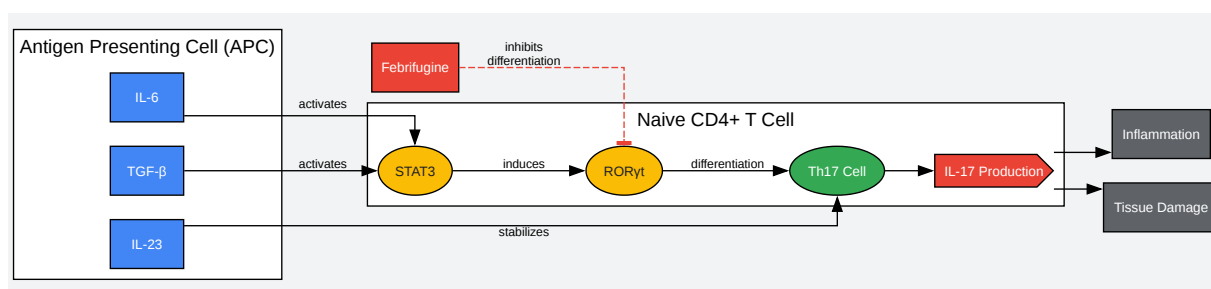 Antigen Presenting Cell (APC)
IL-6
TGF-β
IL-23
activates
activates
stabilizes
Febrifugine
inhibits
differentiation
Naive CD4+ T Cell
STAT3
induces
RORγt
differentiation
Th17 Cell
IL-17 Production
Inflammation
Tissue Damage